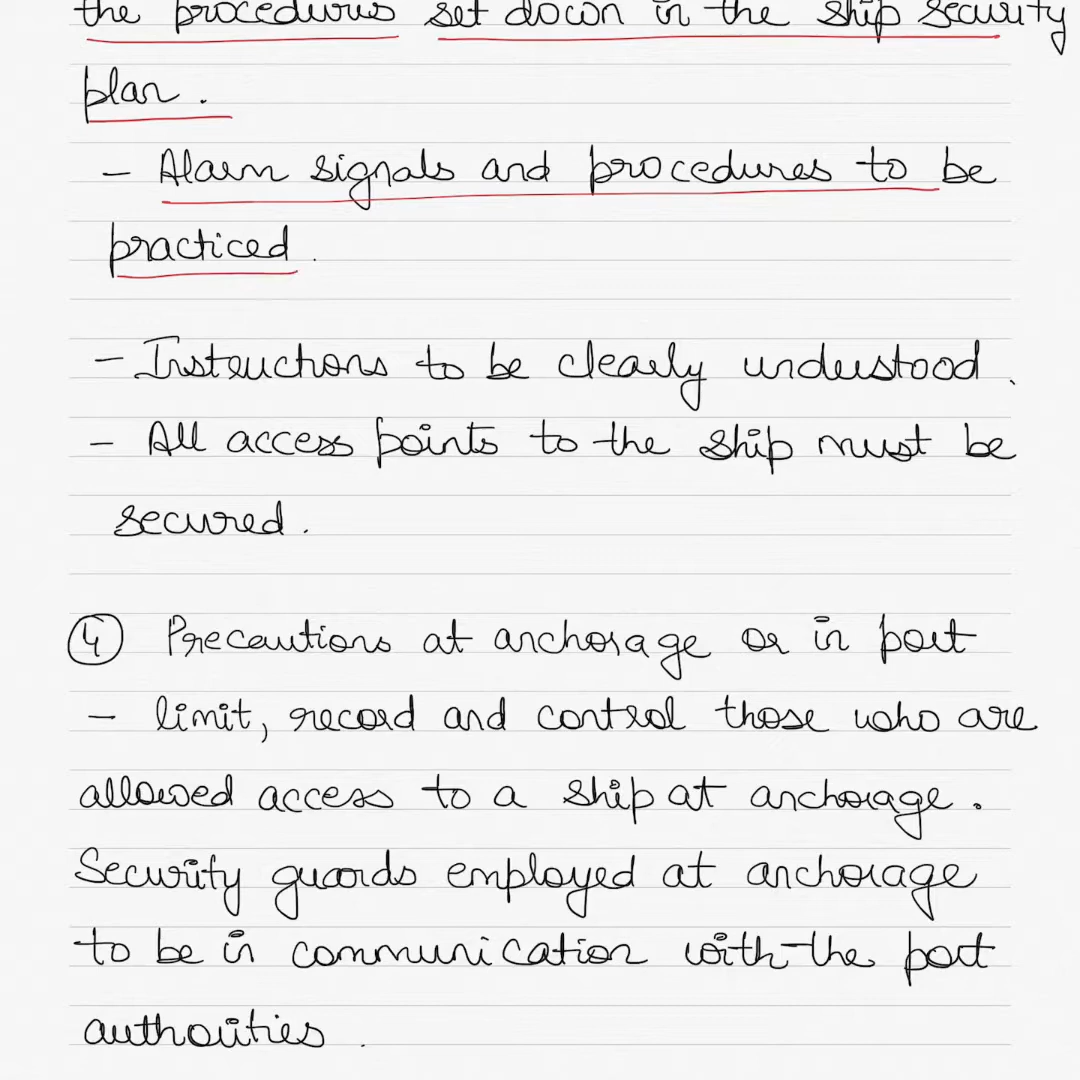 the procedures set down in the ship security
plan.
- Alarm signals and procedures to be
practiced.
- Instructions to be clearly understood.
- All access points to the ship must be
secured.
④ Precautions at anchorage or in port
- limit, record and control those who are
allowed access to a ship at anchorage.
Security guards employed at anchorage
to be in communication with the port
authorities.